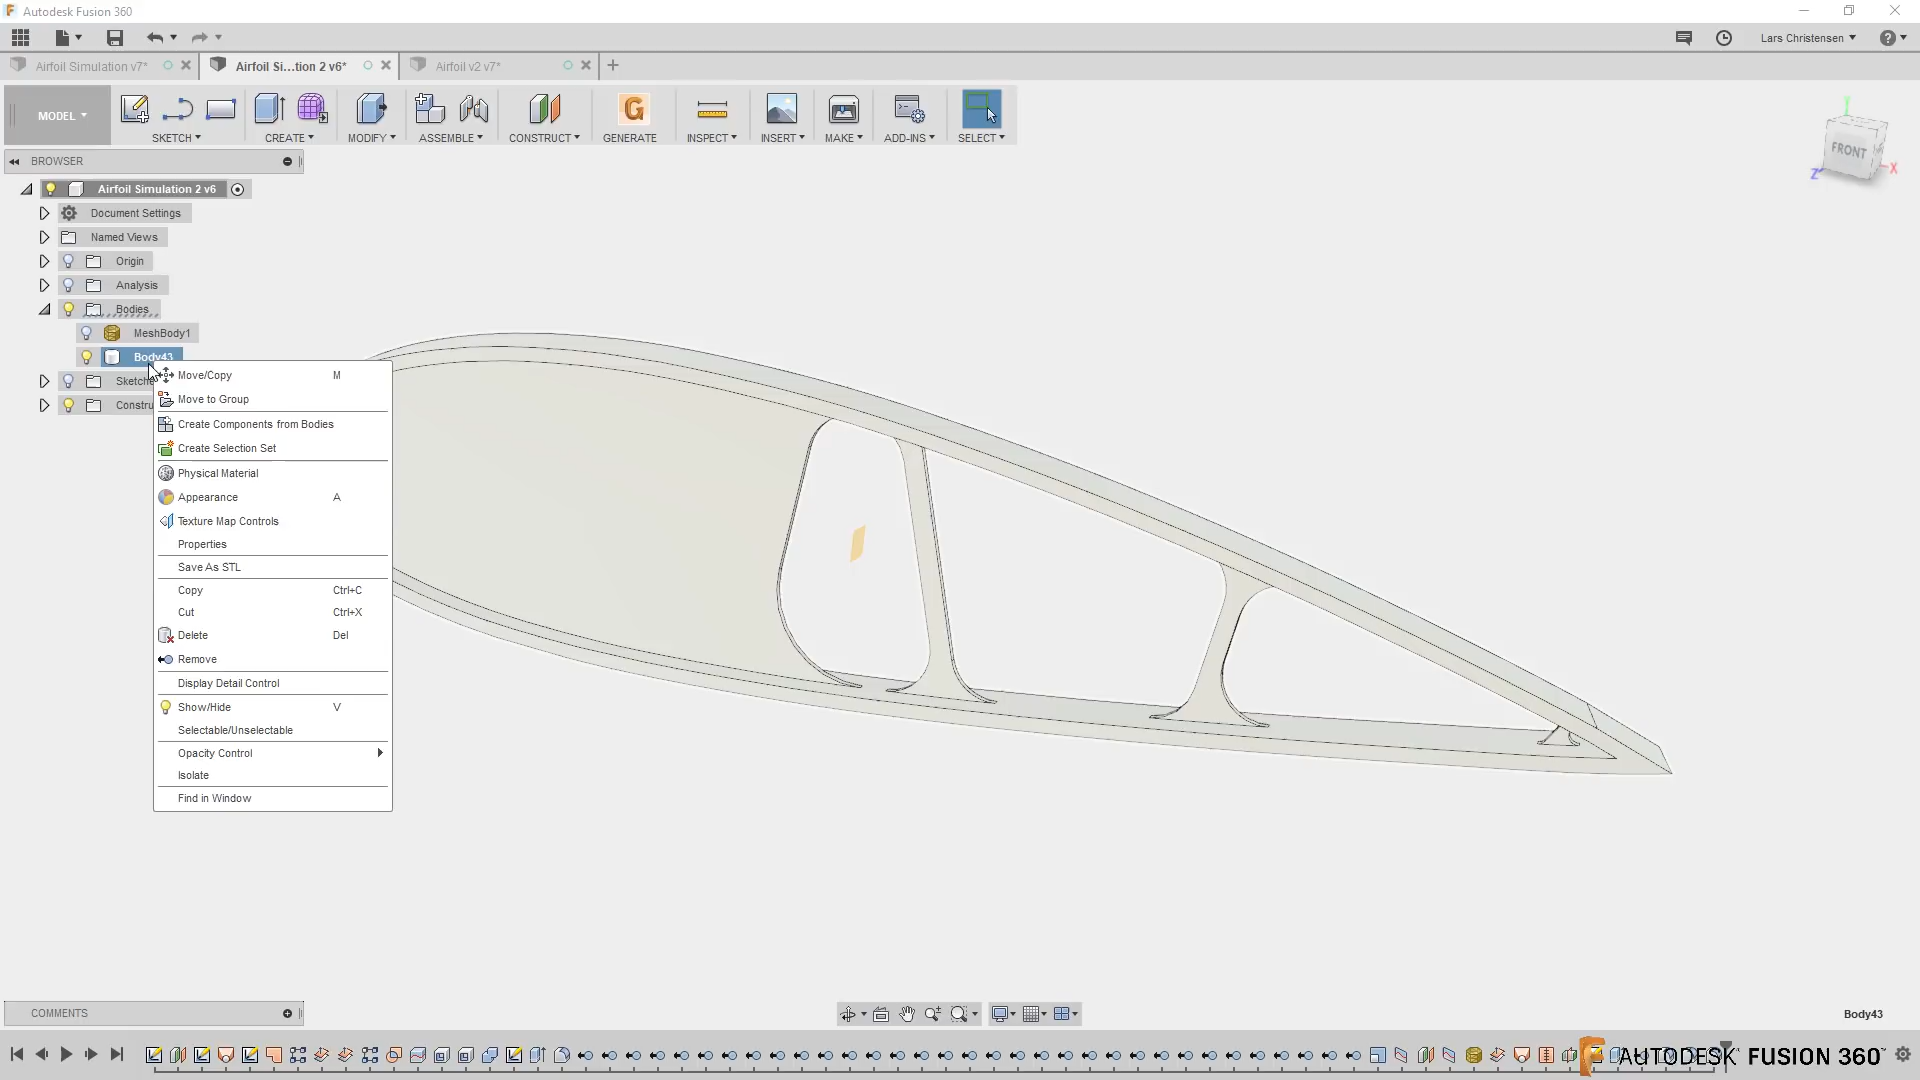 Autodesk Fusion 360
Lars Christensen
Airfoil Simulation v7*
Airfoil Si...tion 2 v6*
Airfoil v2 v7*
MODEL
SKETCH
CREATE
MODIFY
ASSEMBLE
CONSTRUCT
GENERATE
INSPECT
INSERT
MAKE
ADD-INS
SELECT
BROWSER
Airfoil Simulation 2 v6
Document Settings
Named Views
Origin
Analysis
Bodies
MeshBody1
Body43
Sketche
Constru
Move/Copy M
Move to Group
Create Components from Bodies
Create Selection Set
Physical Material
Appearance A
Texture Map Controls
Properties
Save As STL
Copy Ctrl+C
Cut Ctrl+X
Delete Del
Remove
Display Detail Control
Show/Hide V
Selectable/Unselectable
Opacity Control
Isolate
Find in Window
FRONT
Y
X
Z
COMMENTS
Body43
AUTODESK FUSION 360™